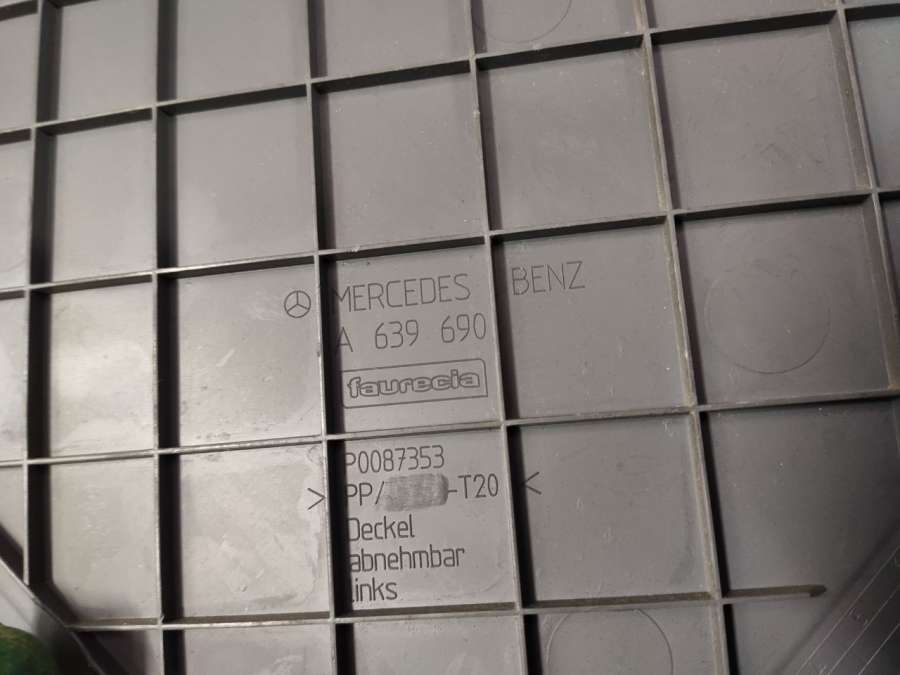 MERCEDES BENZ
A 639 690
faurecia
P0087353
>PP/ -T20 <
Deckel
abnehmbar
links